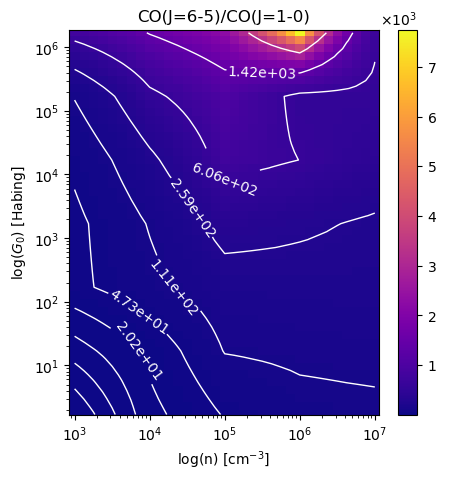 CO(J=6-5)/CO(J=1-0)
×10³
10⁶
10⁵
10⁴
10³
10²
10¹
log(G₀) [Habing]
1.42e+03
6.06e+02
2.59e+02
1.11e+02
4.73e+01
2.02e+01
10³ 10⁴ 10⁵ 10⁶ 10⁷
log(n) [cm⁻³]
7
6
5
4
3
2
1